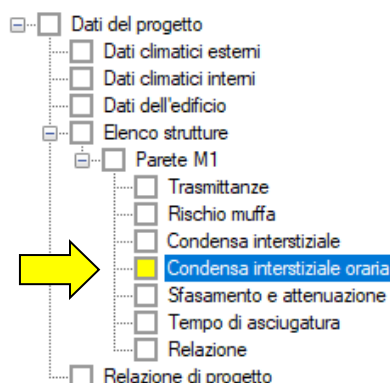 Dati del progetto
Dati climatici esterni
Dati climatici interni
Dati dell'edificio
Elenco strutture
Parete M1
Trasmittanze
Rischio muffa
Condensa interstiziale
Condensa interstiziale oraria
Sfasamento e attenuazione
Tempo di asciugatura
Relazione
Relazione di progetto